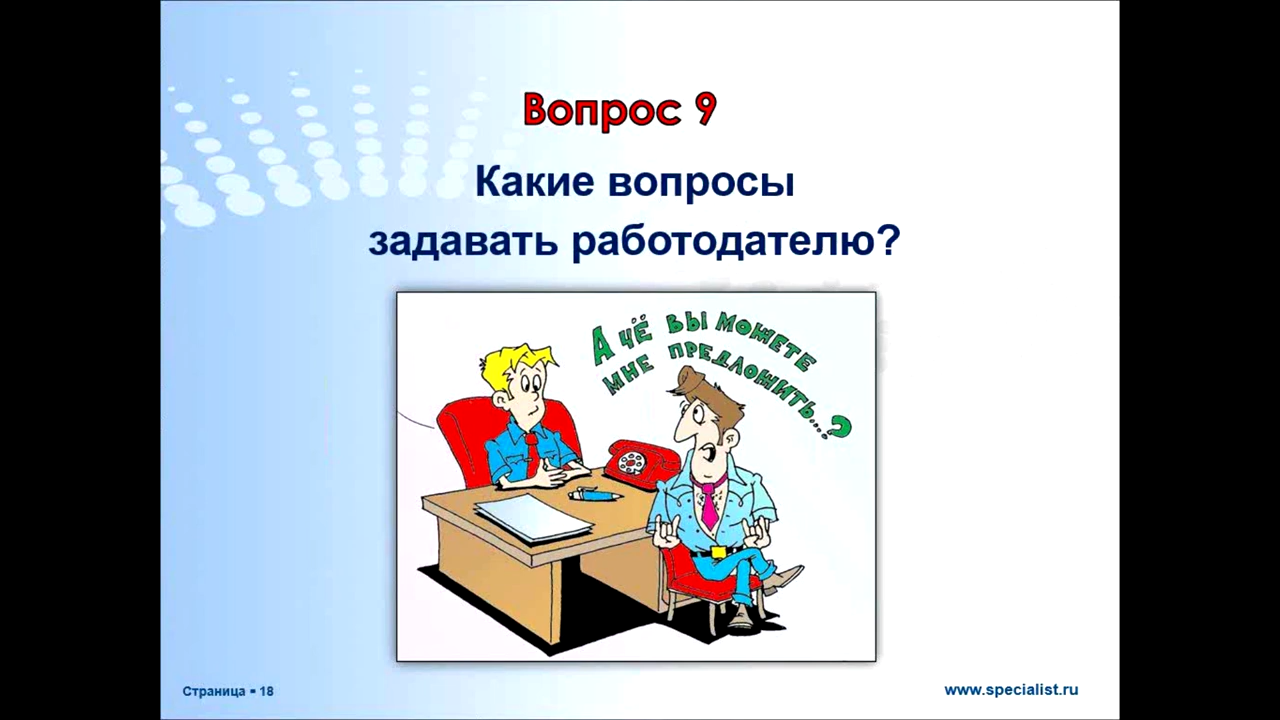 Вопрос 9
Какие вопросы
задавать работодателю?
А ЧЁ ВЫ МОЖЕТЕ
МНЕ ПРЕДЛОЖИТЬ....?
Страница ▪ 18
www.specialist.ru